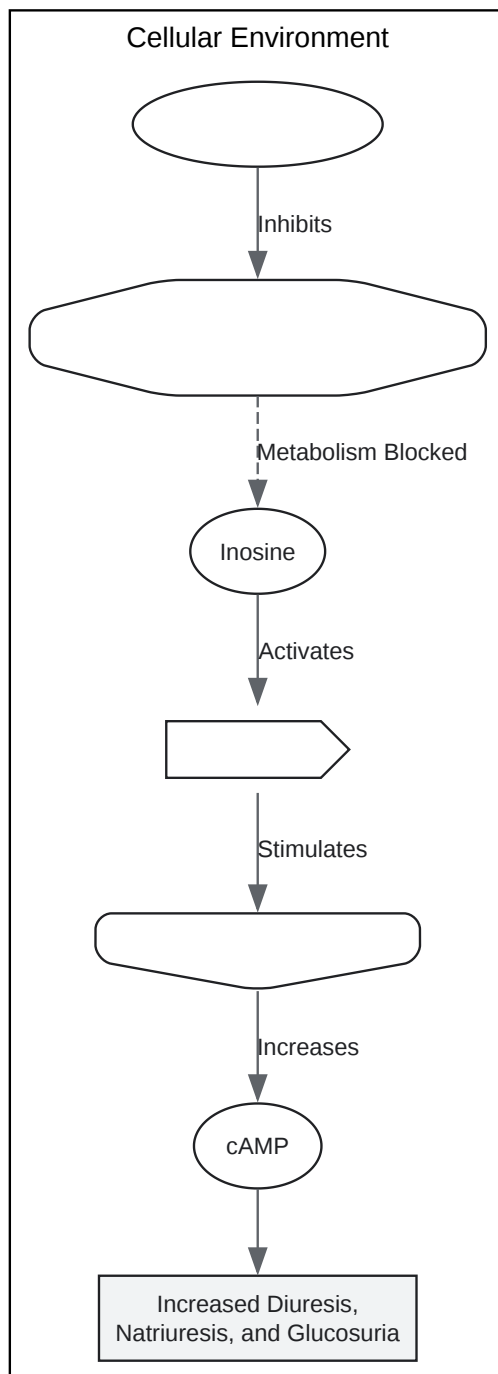 Cellular Environment
Inhibits
Metabolism Blocked
Inosine
Activates
Stimulates
Increases
cAMP
Increased Diuresis,
Natriuresis, and Glucosuria